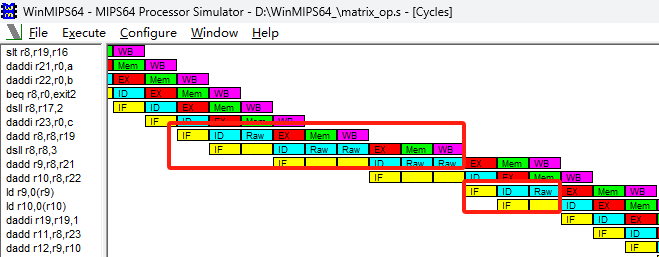 WinMIPS64 - MIPS64 Processor Simulator - D:\WinMIPS64_\matrix_op.s - [Cycles]
File Execute Configure Window Help
slt r8,r19,r16 WB
daddi r21,r0,a Mem WB
daddi r22,r0,b EX Mem WB
beq r8,r0,exit2 ID EX Mem WB
dsll r8,r17,2 IF ID EX Mem WB
daddi r23,r0,c IF ID EX Mem WB
dadd r8,r8,r19 IF ID Raw EX Mem WB
dsll r8,r8,3 IF ID Raw Raw EX Mem WB
dadd r9,r8,r21 IF ID Raw Raw EX Mem WB
dadd r10,r8,r22 IF ID EX Mem WB
ld r9,0(r9) IF ID Raw EX Mem WB
ld r10,0(r10) IF ID EX Mem
daddi r19,r19,1 IF ID EX
dadd r11,r8,r23 IF ID
dadd r12,r9,r10 IF